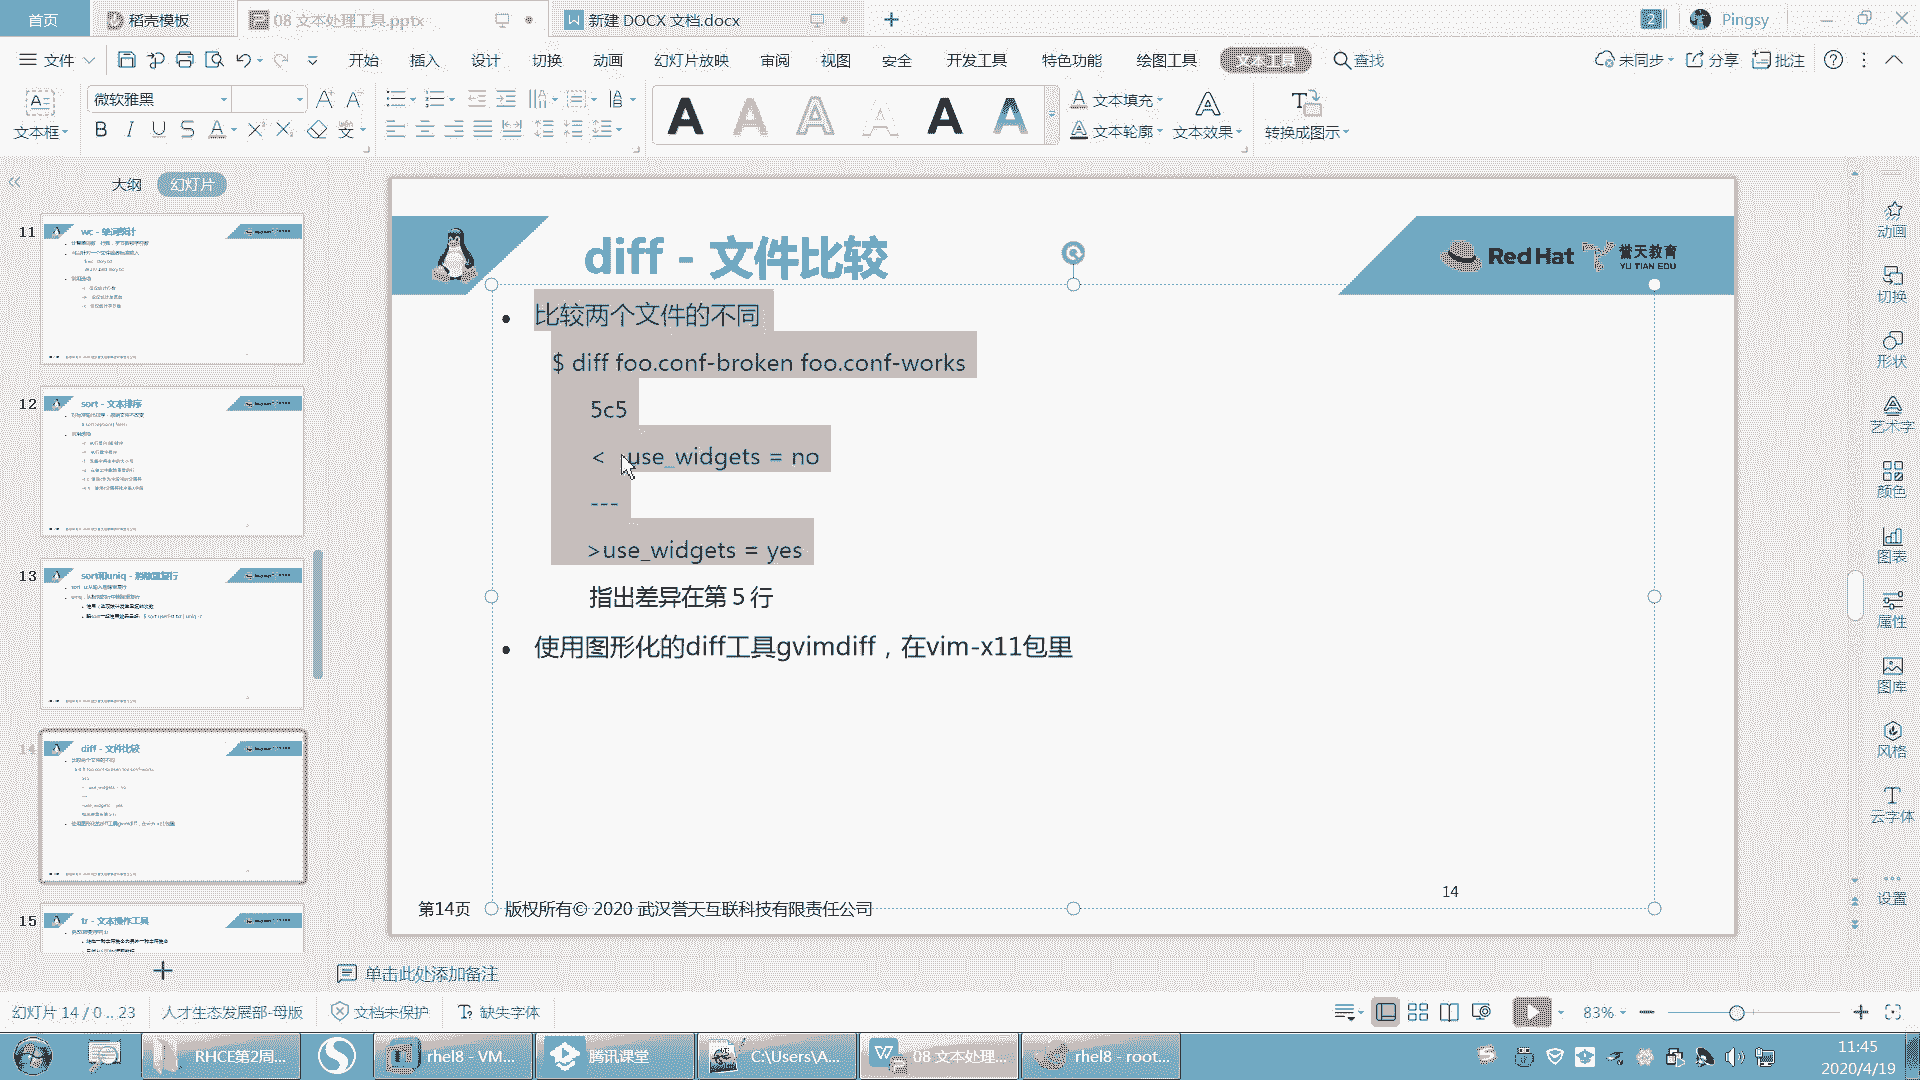 首页
稻壳模板
08 文本处理工具.pptx
新建 DOCX 文档.docx
2
Pingsy
文件
开始
插入
设计
切换
动画
幻灯片放映
审阅
视图
安全
开发工具
特色功能
绘图工具
文本工具
查找
未同步
分享
批注
文本框
微软雅黑
文本填充
文本轮廓
文本效果
转换成图示
大纲
幻灯片
11
wc - 单词统计
12
sort - 文本排序
13
sort和uniq - 消除重复行
14
diff - 文件比较
15
tr - 文本操作工具
diff - 文件比较
Red Hat
誉天教育
YU TIAN EDU
比较两个文件的不同
$ diff foo.conf-broken foo.conf-works
5c5
< use_widgets = no
---
>use_widgets = yes
指出差异在第 5 行
使用图形化的diff工具gvimdiff，在vim-x11包里
14
第14页
版权所有© 2020 武汉誉天互联科技有限责任公司
动画
切换
形状
艺术字
颜色
图表
属性
图库
风格
云字体
设置
单击此处添加备注
幻灯片 14 / 0 .. 23
人才生态发展部-母版
文档未保护
缺失字体
83%
RHCE第2周...
rhel8 - VM...
腾讯课堂
C:\Users\A...
08 文本处理...
rhel8 - root...
11:45
2020/4/19